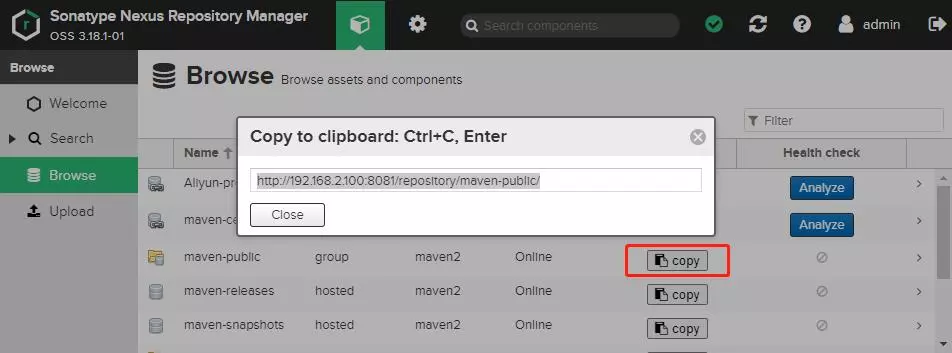 Sonatype Nexus Repository Manager
OSS 3.18.1-01
Search components
admin
Browse
Welcome
Search
Browse
Upload
Browse Browse assets and components
Filter
Copy to clipboard: Ctrl+C, Enter
http://192.168.2.100:8081/repository/maven-public/
Close
Name Health check
Aliyun-pr Analyze
maven-ce Analyze
maven-public group maven2 Online copy
maven-releases hosted maven2 Online copy
maven-snapshots hosted maven2 Online copy